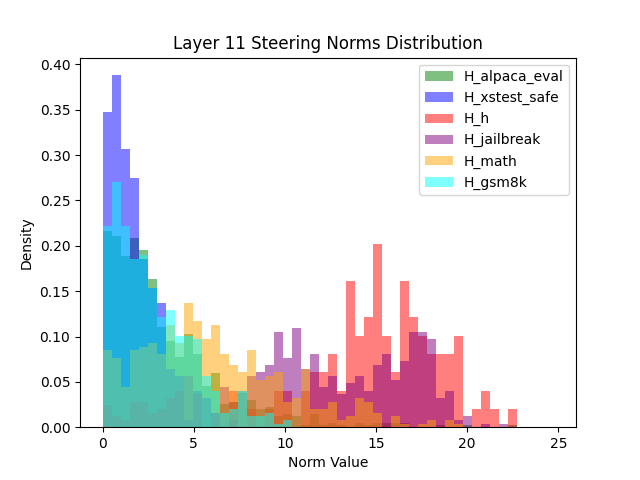 Layer 11 Steering Norms Distribution
0.40
0.35
0.30
0.25
0.20
0.15
0.10
0.05
0.00
Density
H_alpaca_eval
H_xstest_safe
H_h
H_jailbreak
H_math
H_gsm8k
0 5 10 15 20 25
Norm Value